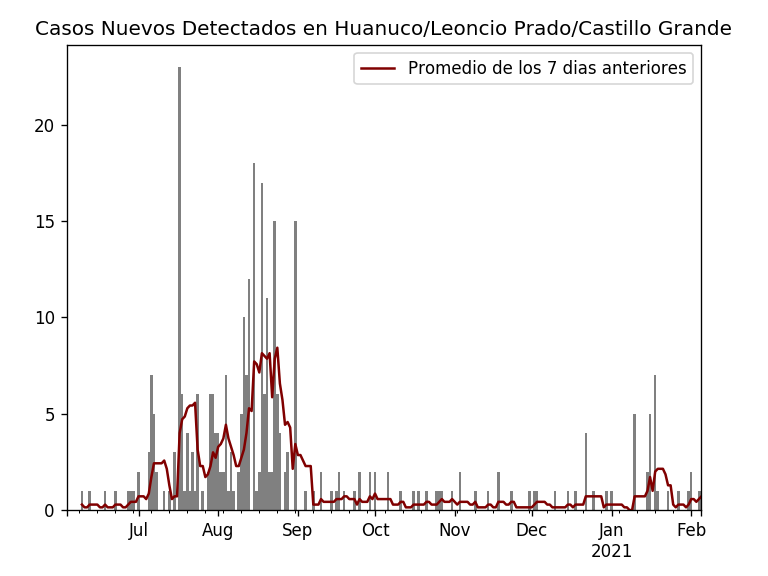 Casos Nuevos Detectados en Huanuco/Leoncio Prado/Castillo Grande
Promedio de los 7 dias anteriores
20
15
10
5
0
Jul Aug Sep Oct Nov Dec Jan Feb
2021